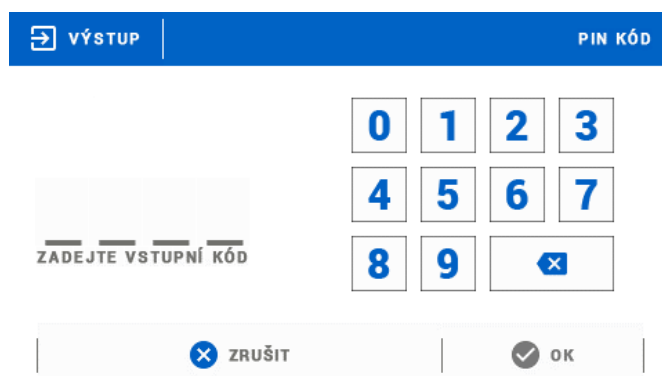 VÝSTUP PIN KÓD
0 1 2 3
4 5 6 7
ZADEJTE VSTUPNÍ KÓD
8 9
ZRUŠIT OK